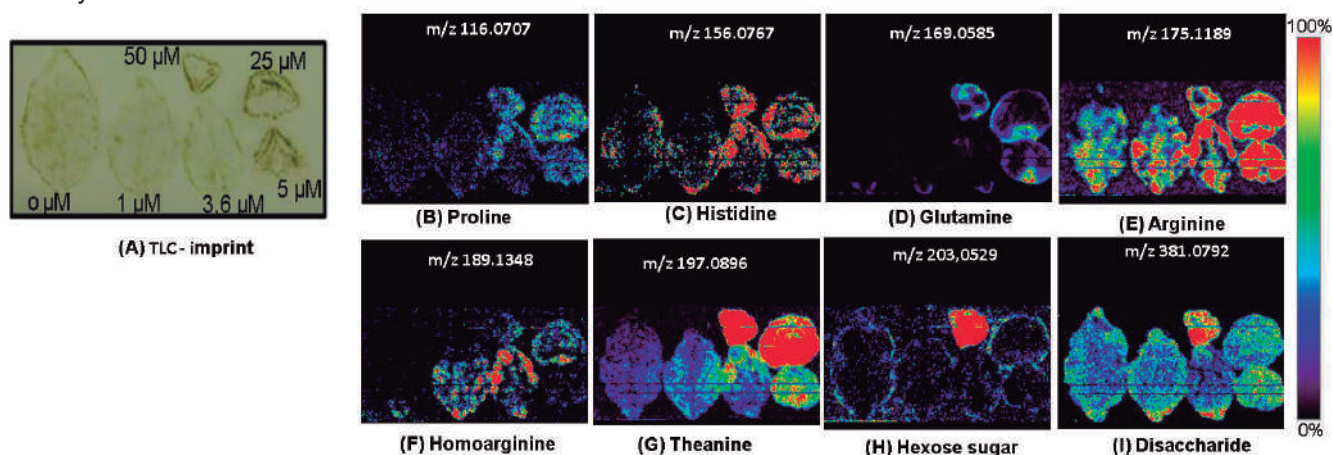 50 µM
25 µM
o µM
1 µM
3,6 µM
5 µM
(A) TLC - imprint
m/z 116.0707
(B) Proline
m/z 156.0767
(C) Histidine
m/z 169.0585
(D) Glutamine
m/z 175.1189
(E) Arginine
m/z 189.1348
(F) Homoarginine
m/z 197.0896
(G) Theanine
m/z 203,0529
(H) Hexose sugar
m/z 381.0792
(I) Disaccharide
100%
0%